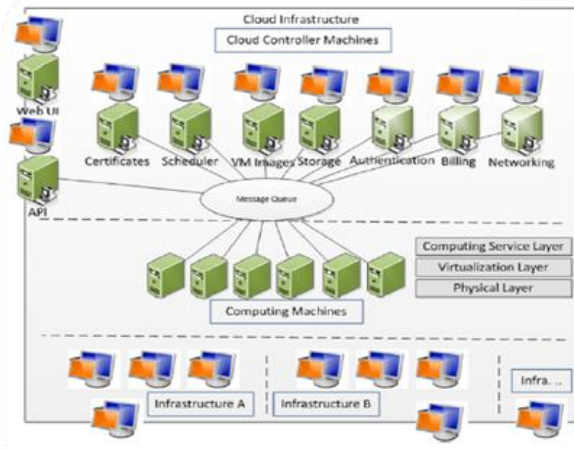 Cloud Infrastructure
Cloud Controller Machines
Web UI
Certificates
Scheduler
VM Images
Storage
Authentication
Billing
Networking
API
Message Queue
Computing Service Layer
Virtualization Layer
Physical Layer
Computing Machines
Infrastructure A
Infrastructure B
Infra. ..